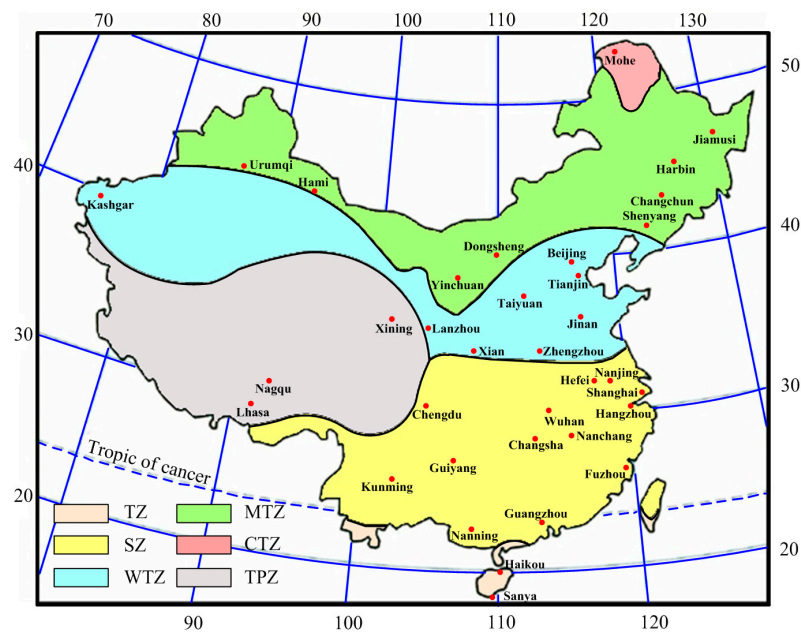 70 80 90 100 110 120 130
50
Mohe
Jiamusi
Harbin
40
Urumqi
Hami
Kashgar
Changchun
Shenyang
40
Dongsheng
Beijing
Yinchuan
Tianjin
Taiyuan
Xining
Lanzhou
Jinan
30
Xian
Zhengzhou
Nagqu
Hefei
Nanjing
30
Shanghai
Lhasa
Chengdu
Hangzhou
Wuhan
Changsha
Nanchang
Tropic of cancer
Guiyang
Fuzhou
Kunming
20
Guangzhou
Nanning
20
Haikou
Sanya
TZ MTZ
SZ CTZ
WTZ TPZ
90 100 110 120